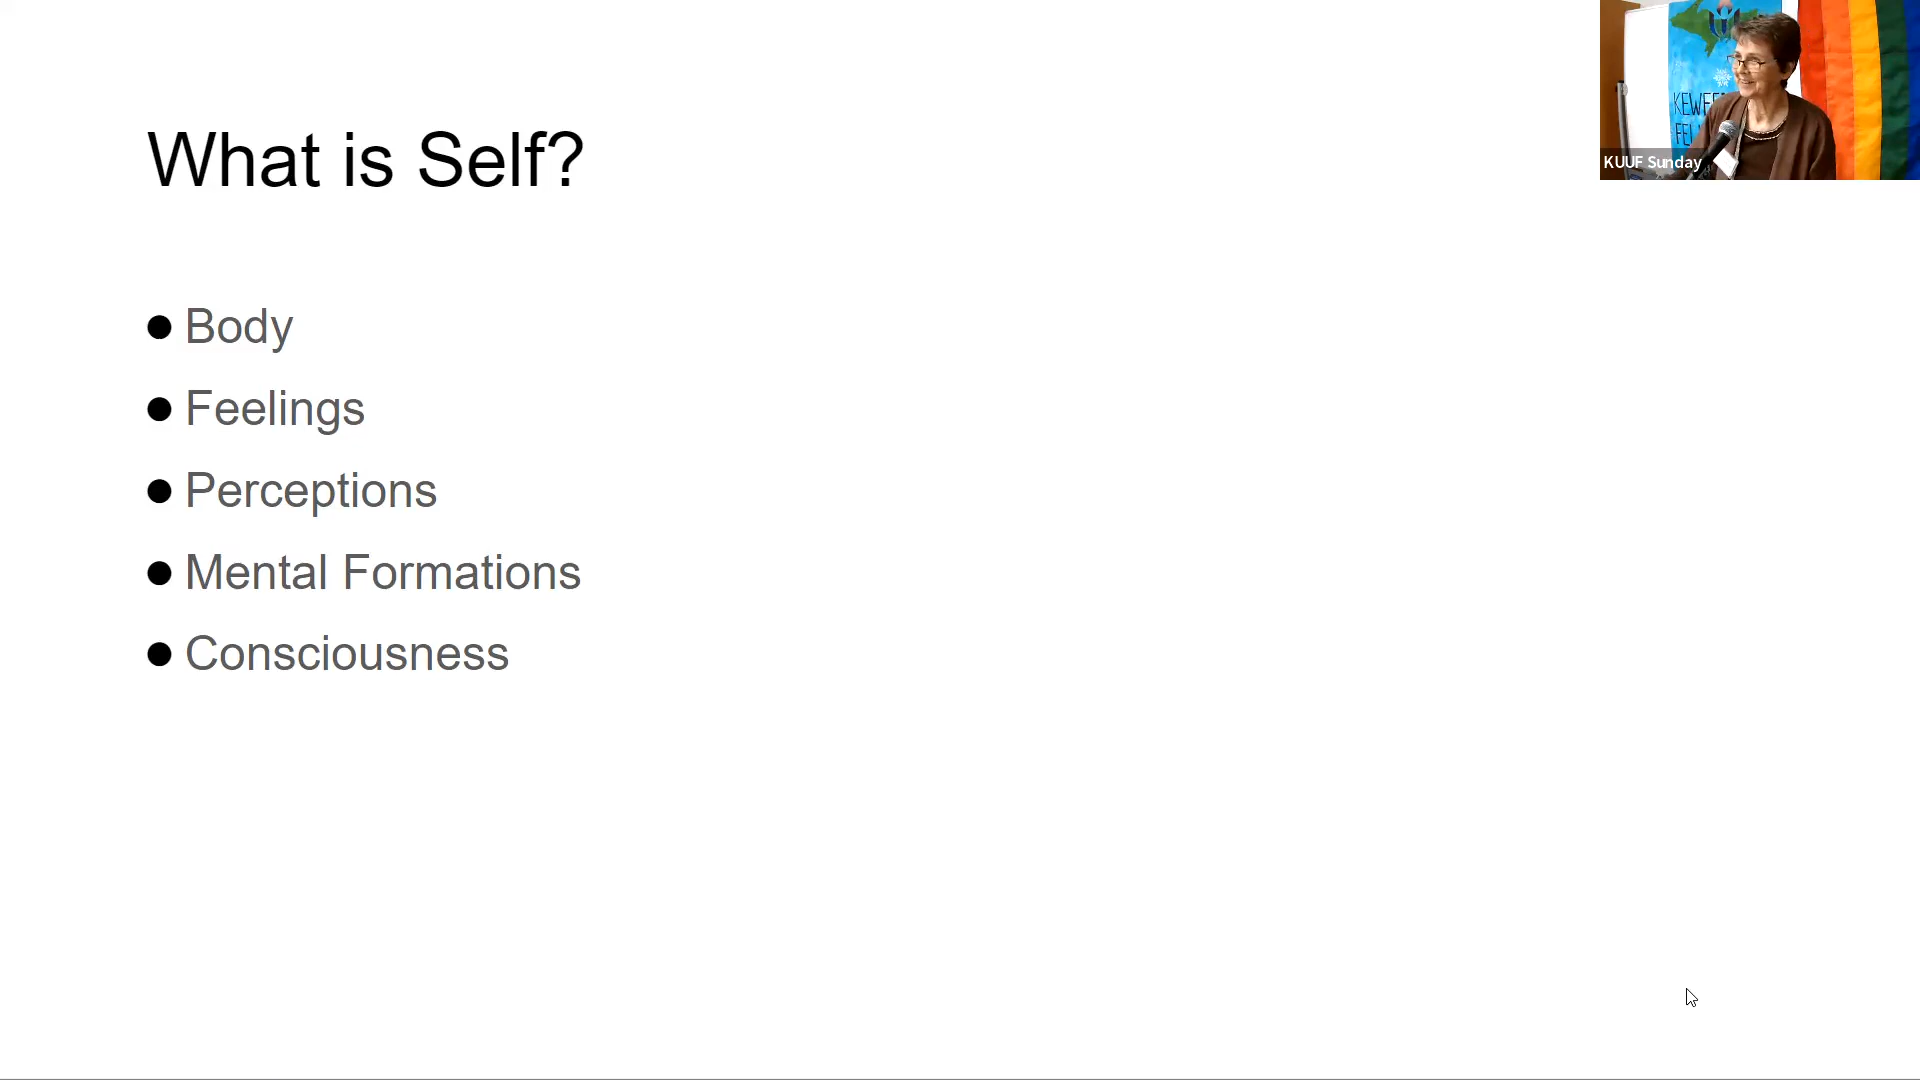 What is Self?
Body
Feelings
Perceptions
Mental Formations
Consciousness
KUUF Sunday